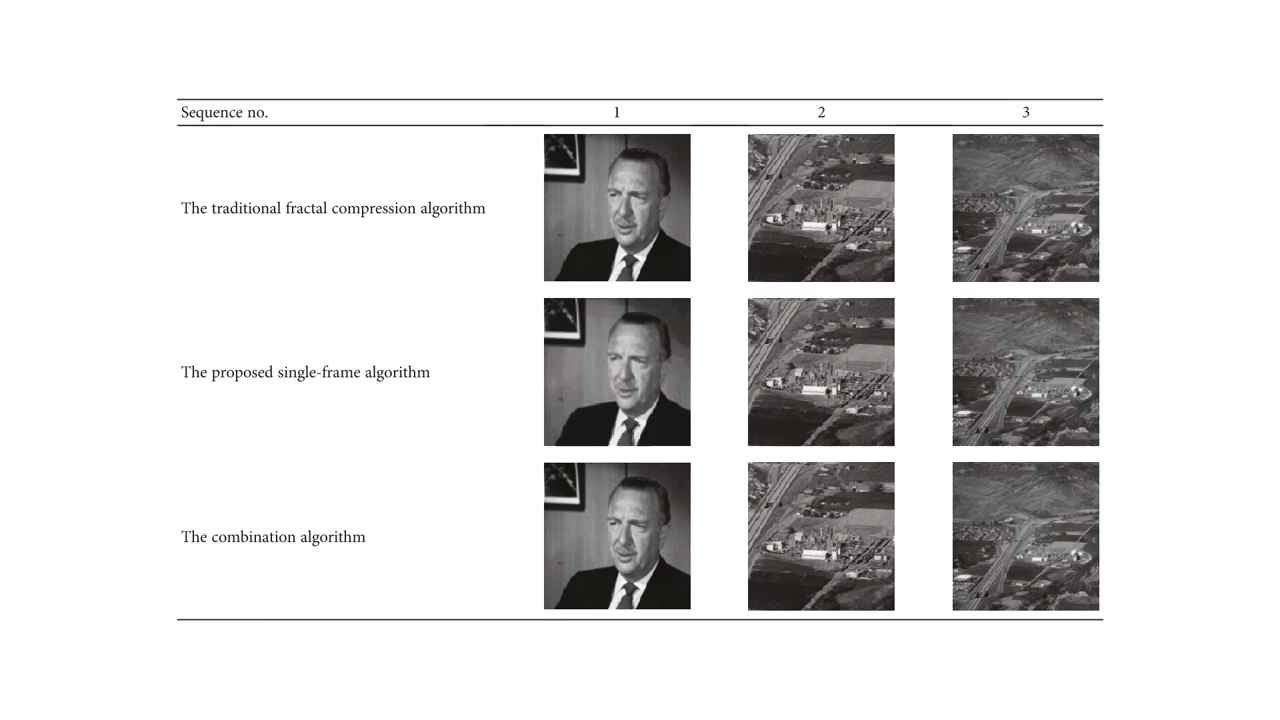 Sequence no. 1 2 3
The traditional fractal compression algorithm
The proposed single-frame algorithm
The combination algorithm